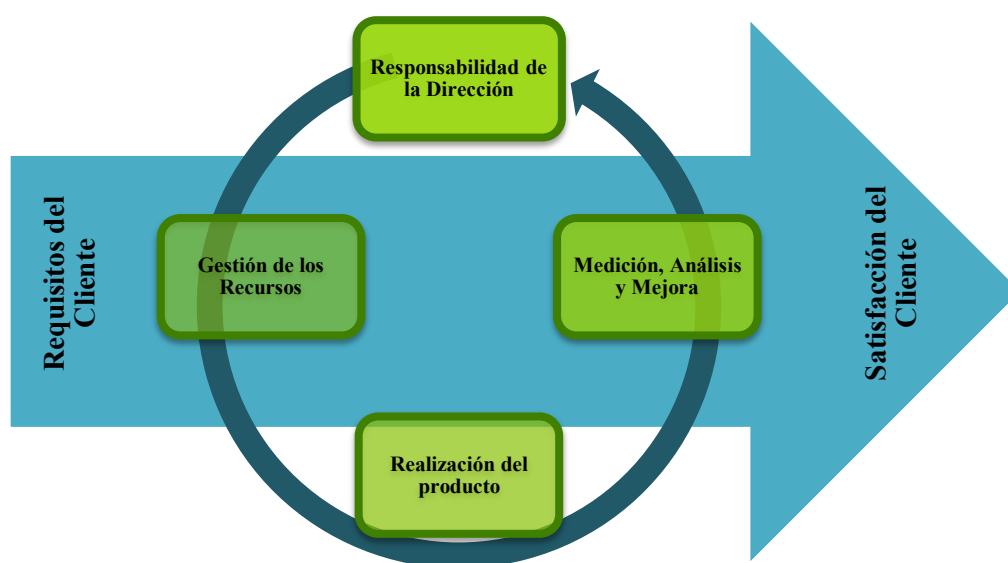 Responsabilidad de
la Dirección
Requisitos del
Cliente
Gestión de los
Recursos
Medición, Análisis
y Mejora
Satisfacción del
Cliente
Realización del
producto